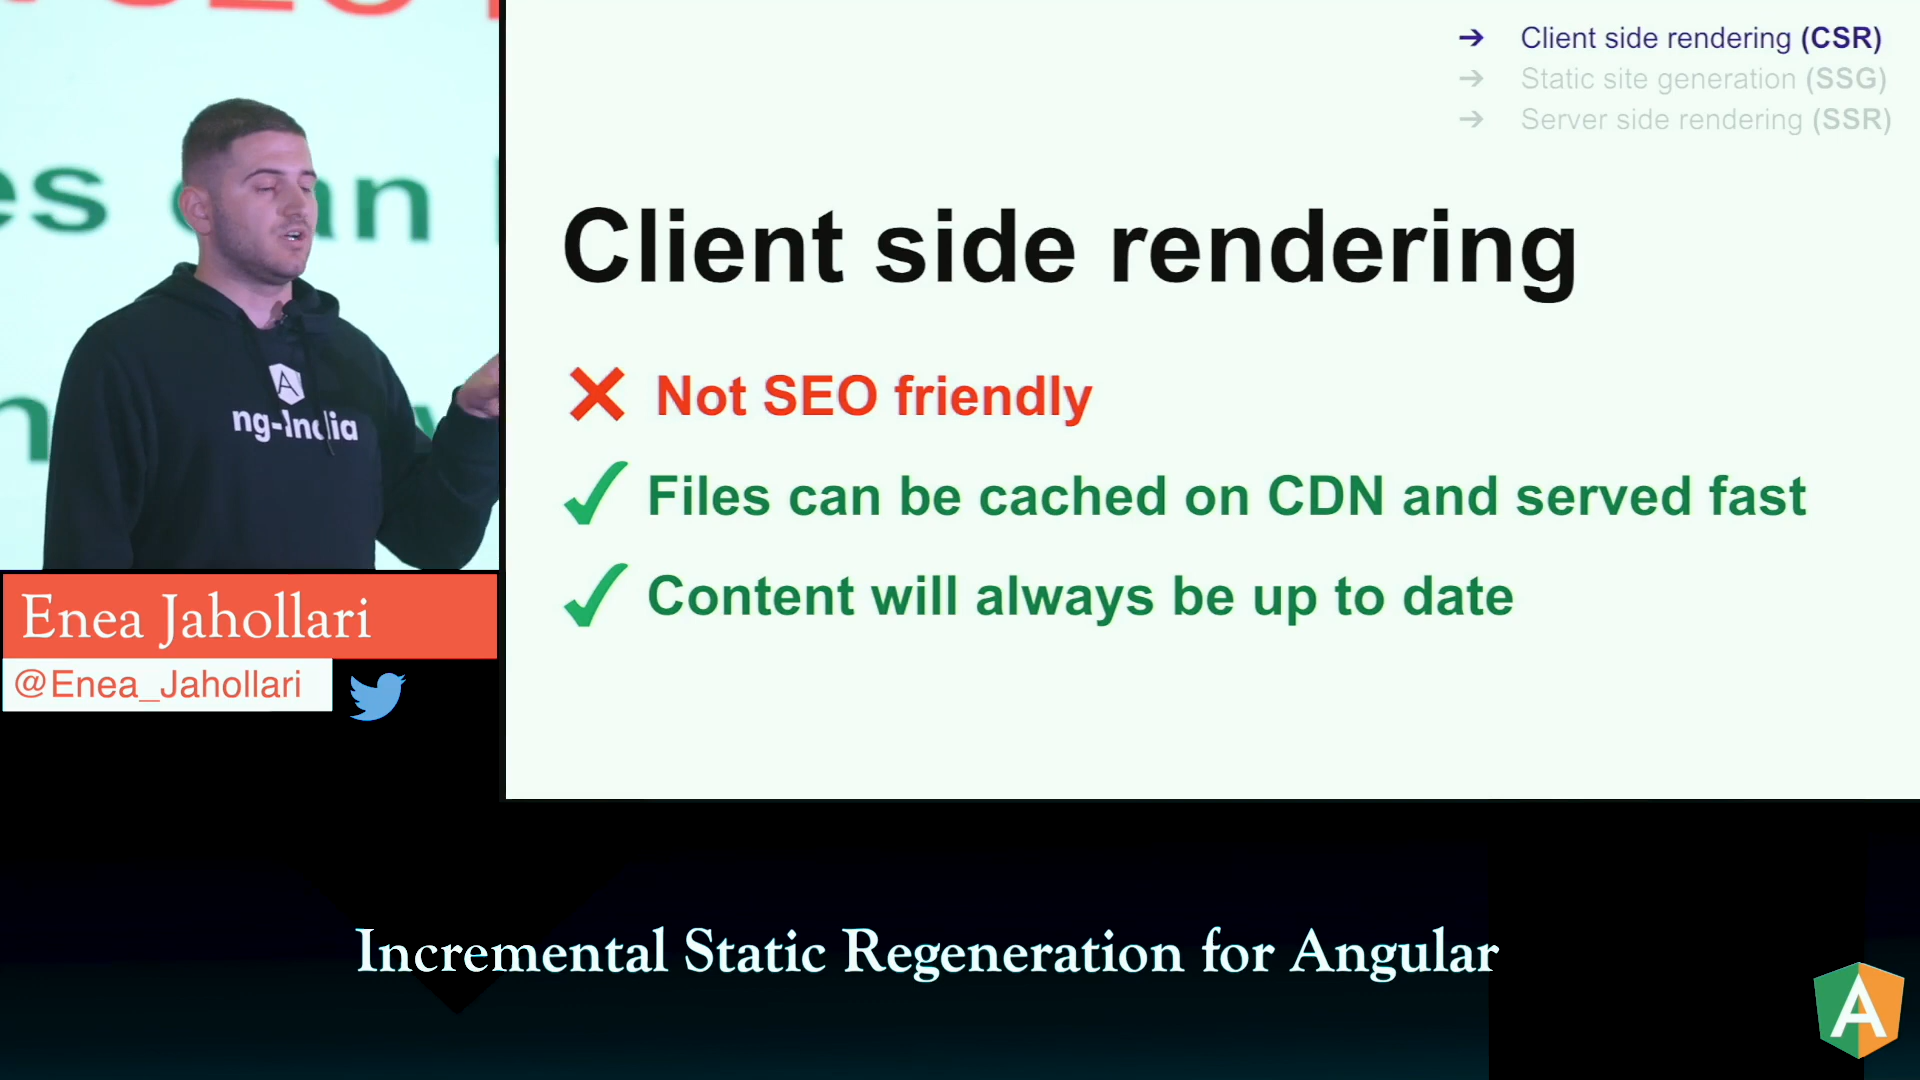 Client side rendering (CSR)
Static site generation (SSG)
Server side rendering (SSR)
Client side rendering
Not SEO friendly
Files can be cached on CDN and served fast
Content will always be up to date
ng-India
Enea Jahollari
@Enea_Jahollari
Incremental Static Regeneration for Angular
A